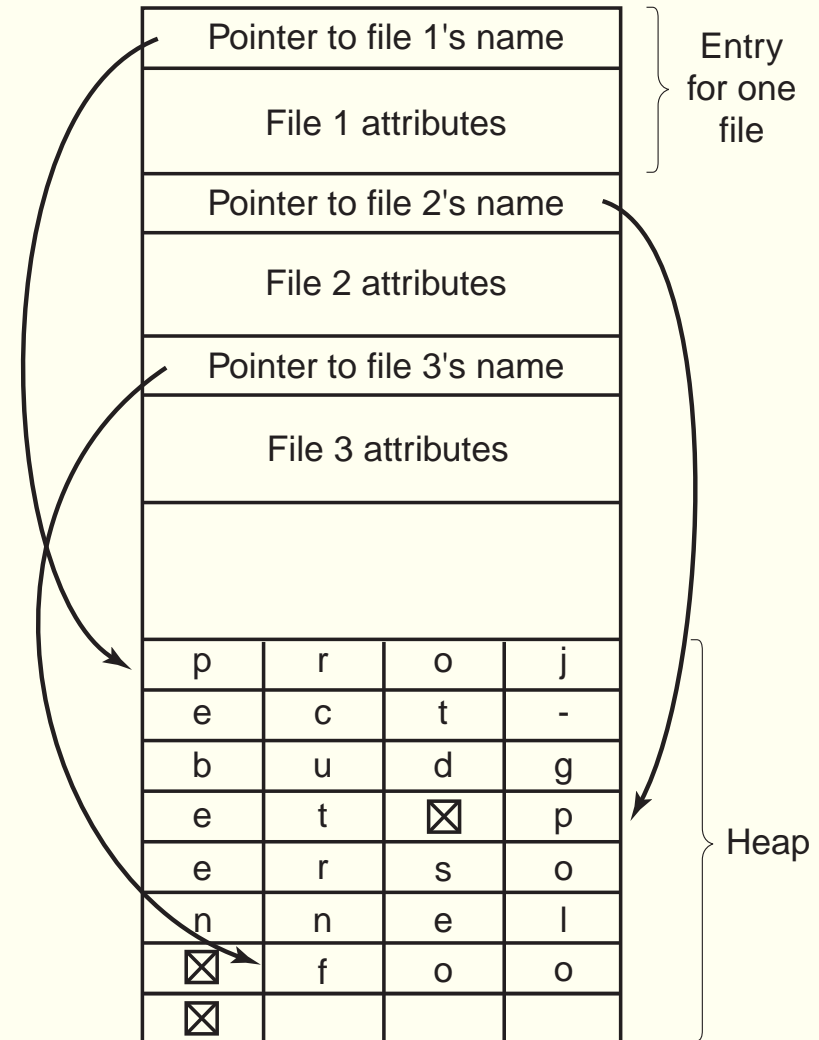 Pointer to file 1's name
Entry
for one
file
File 1 attributes
Pointer to file 2's name
File 2 attributes
Pointer to file 3's name
File 3 attributes
p r o j
e c t -
b u d g
e t ☒ p
e r s o
n n e l
☒ f o o
☒
Heap